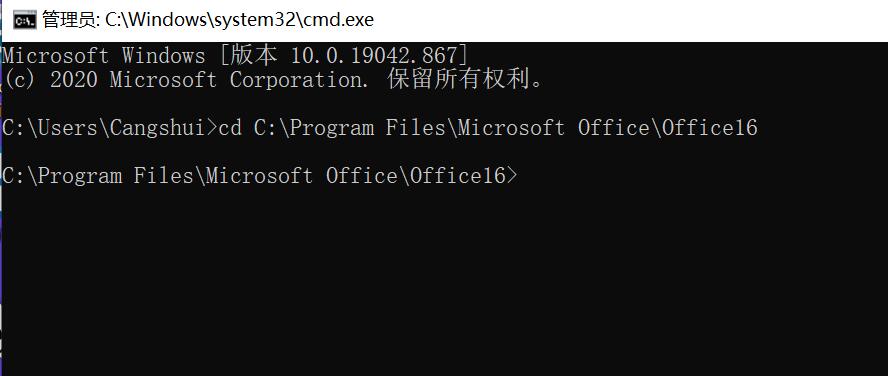 管理员: C:\Windows\system32\cmd.exe
Microsoft Windows [版本 10.0.19042.867]
(c) 2020 Microsoft Corporation. 保留所有权利。
C:\Users\Cangshui>cd C:\Program Files\Microsoft Office\Office16
C:\Program Files\Microsoft Office\Office16>